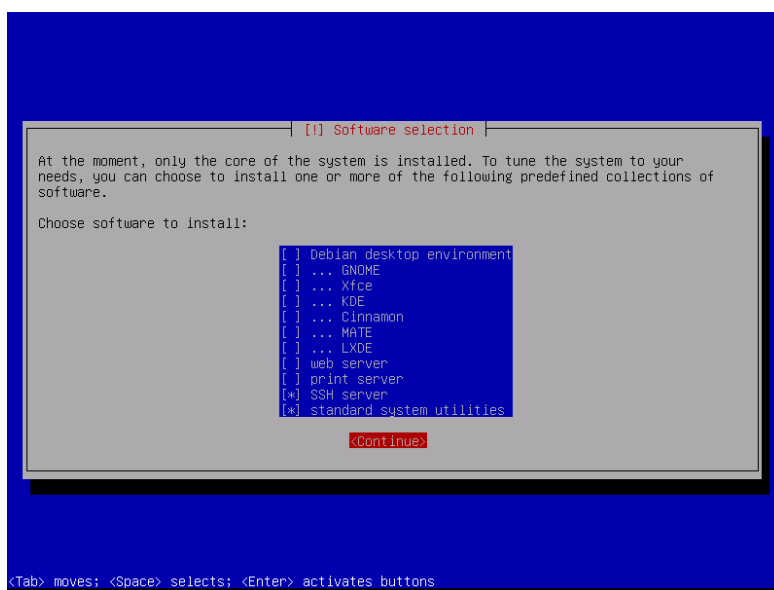 [!] Software selection
At the moment, only the core of the system is installed. To tune the system to your
needs, you can choose to install one or more of the following predefined collections of
software.
Choose software to install:
[ ] Debian desktop environment
[ ] ... GNOME
[ ] ... Xfce
[ ] ... KDE
[ ] ... Cinnamon
[ ] ... MATE
[ ] ... LXDE
[ ] web server
[ ] print server
[*] SSH server
[*] standard system utilities
<Continue>
<Tab> moves; <Space> selects; <Enter> activates buttons